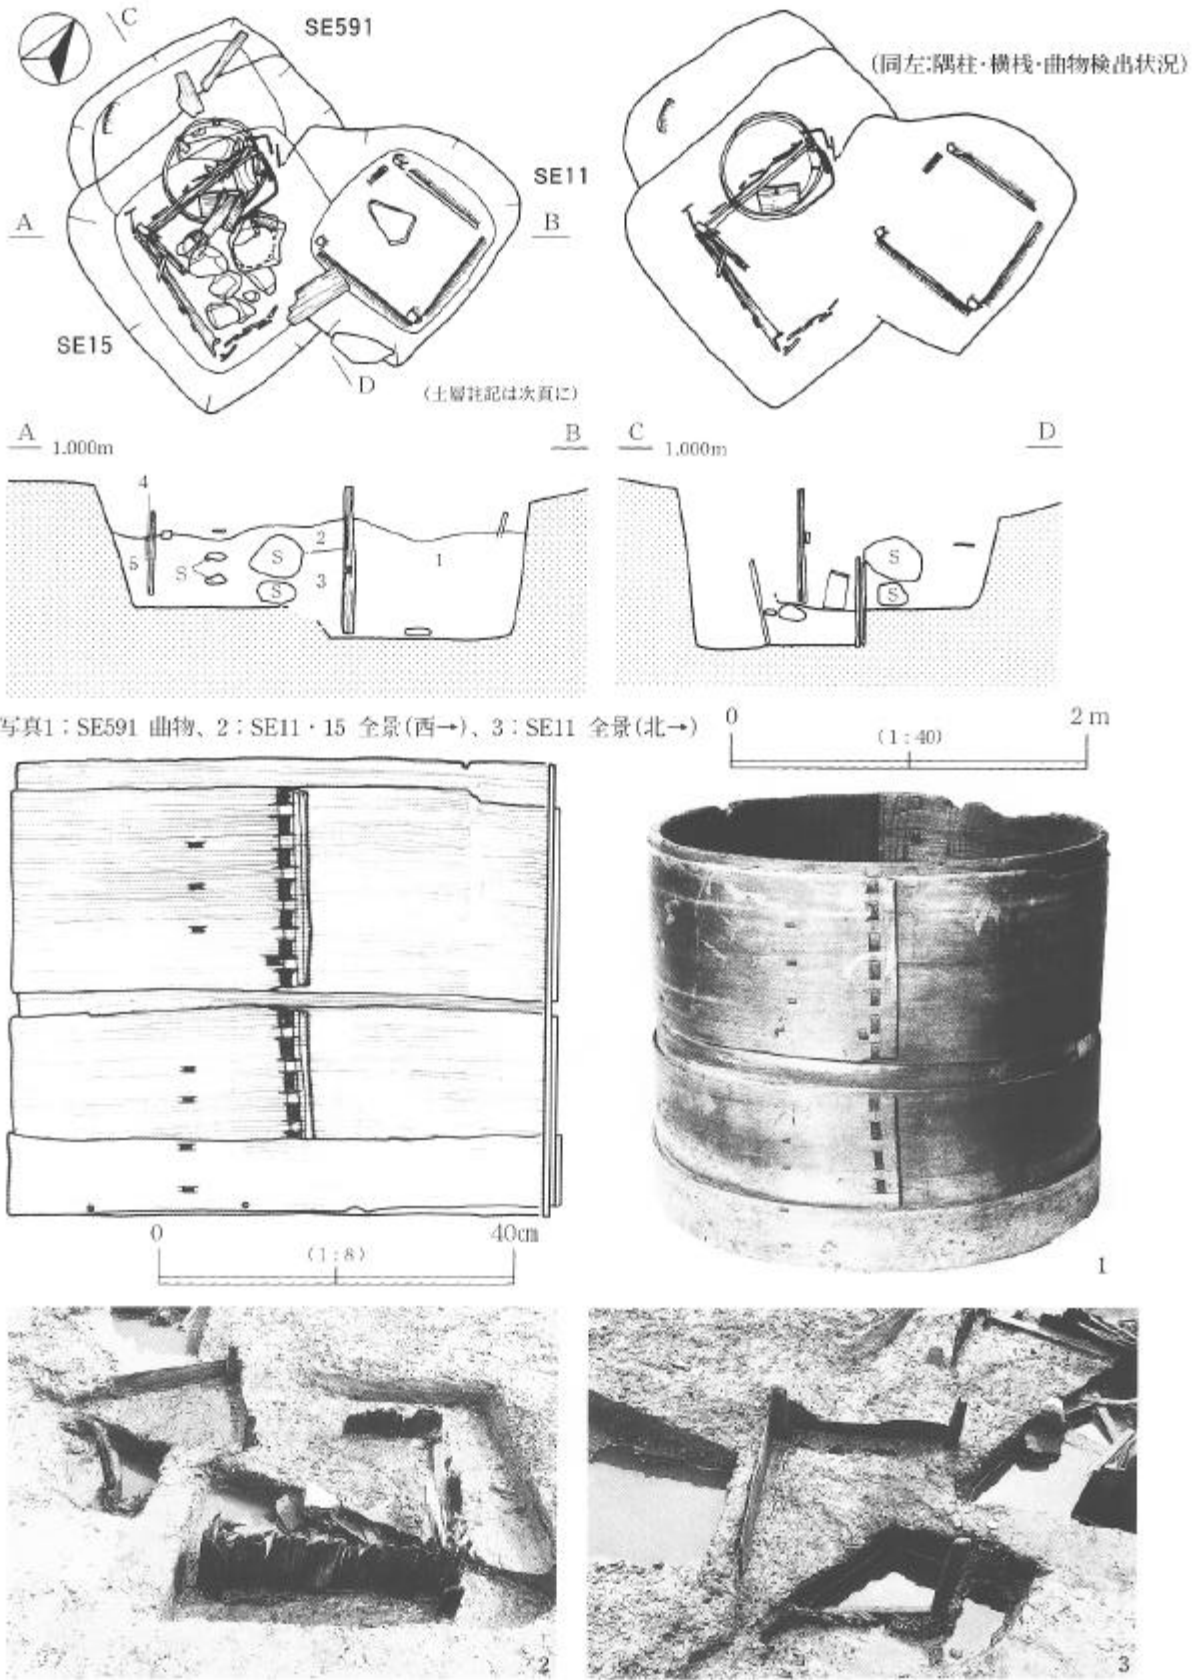 C
SE591
(同左:隅柱・横桟・曲物検出状況)
SE11
A
B
SE15
D
(土層註記は次頁に)
A 1.000m B
C 1.000m D
4
2
S
1
5
S
3
S
S
S
写真1:SE591 曲物、2:SE11・15 全景(西→)、3:SE11 全景(北→)
0 2m
(1:40)
0 40cm
(1:8)
1
2
3